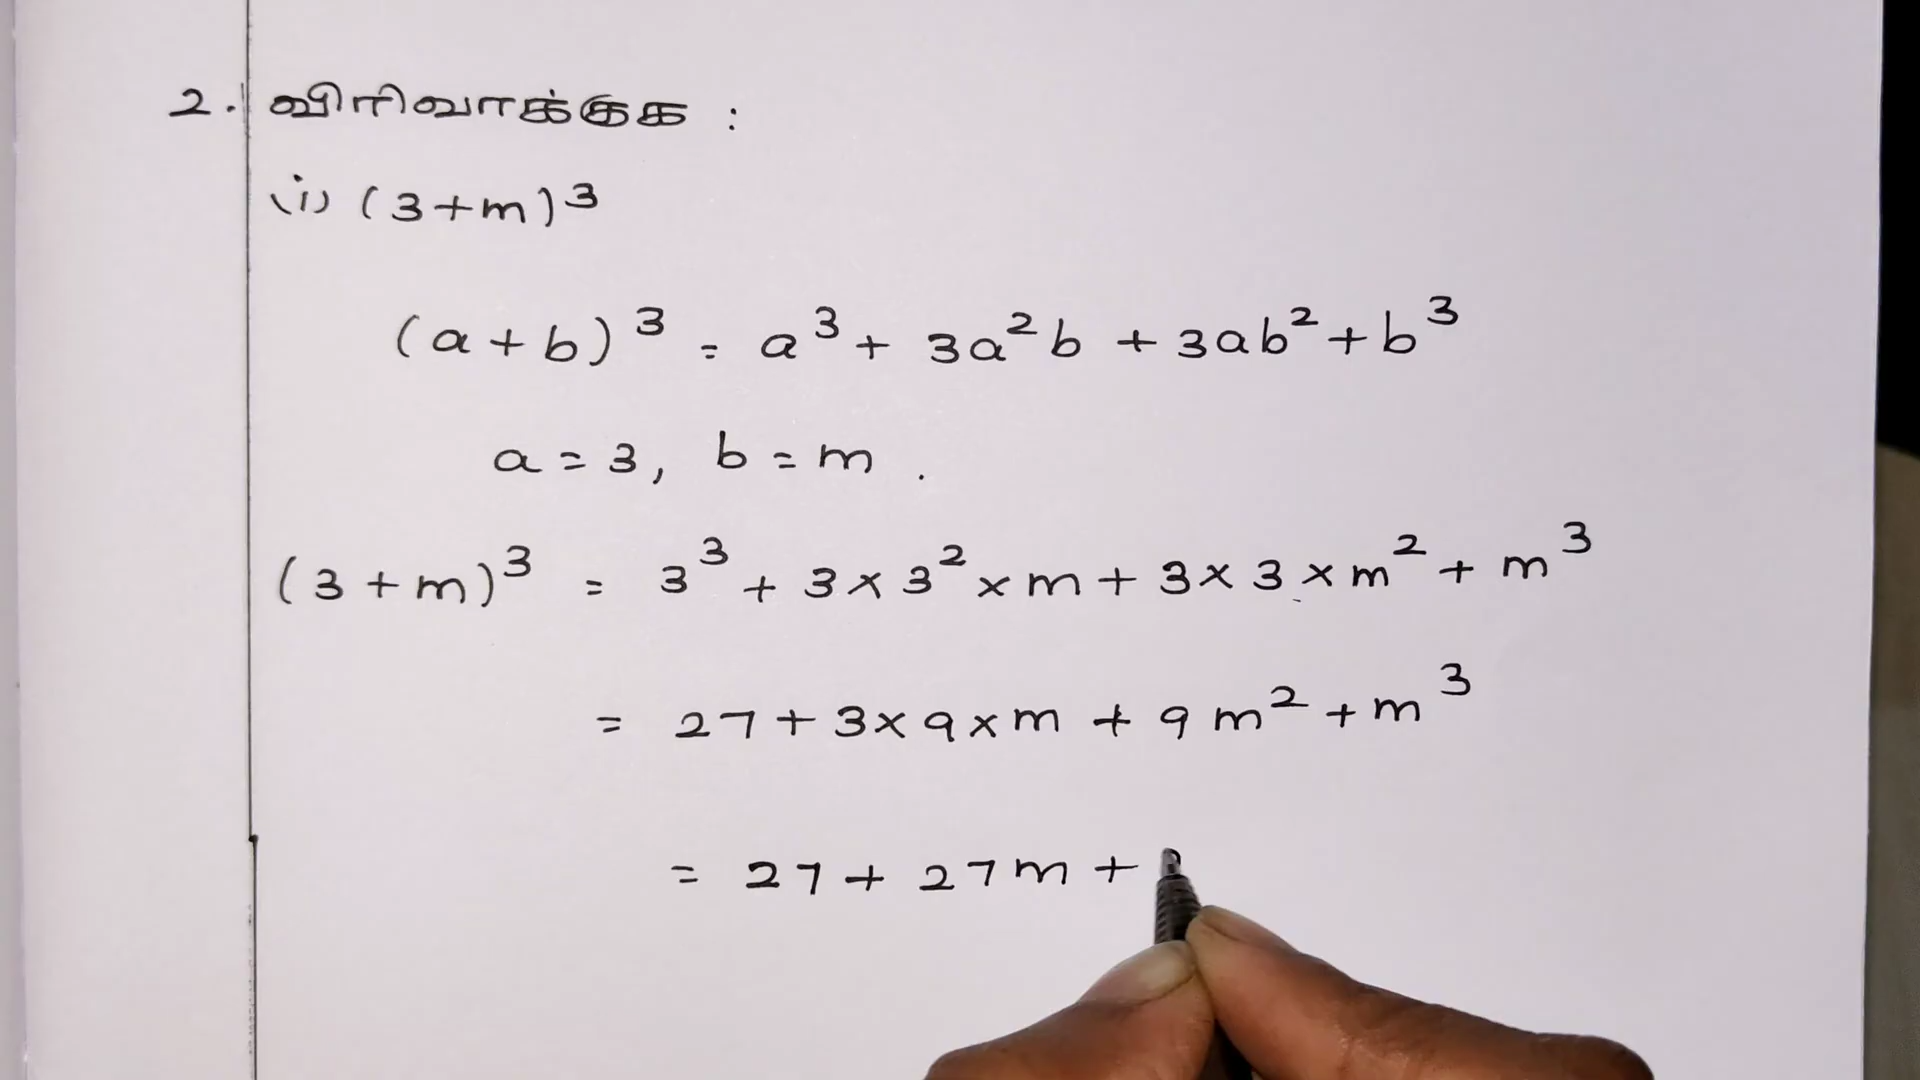 2. விரிவாக்குக :
(i) (3+m)³
(a+b)³ = a³ + 3a²b + 3ab² + b³
a = 3, b = m .
(3+m)³ = 3³ + 3×3²×m + 3×3×m² + m³
= 27 + 3×9×m + 9m² + m³
= 27 + 27m +